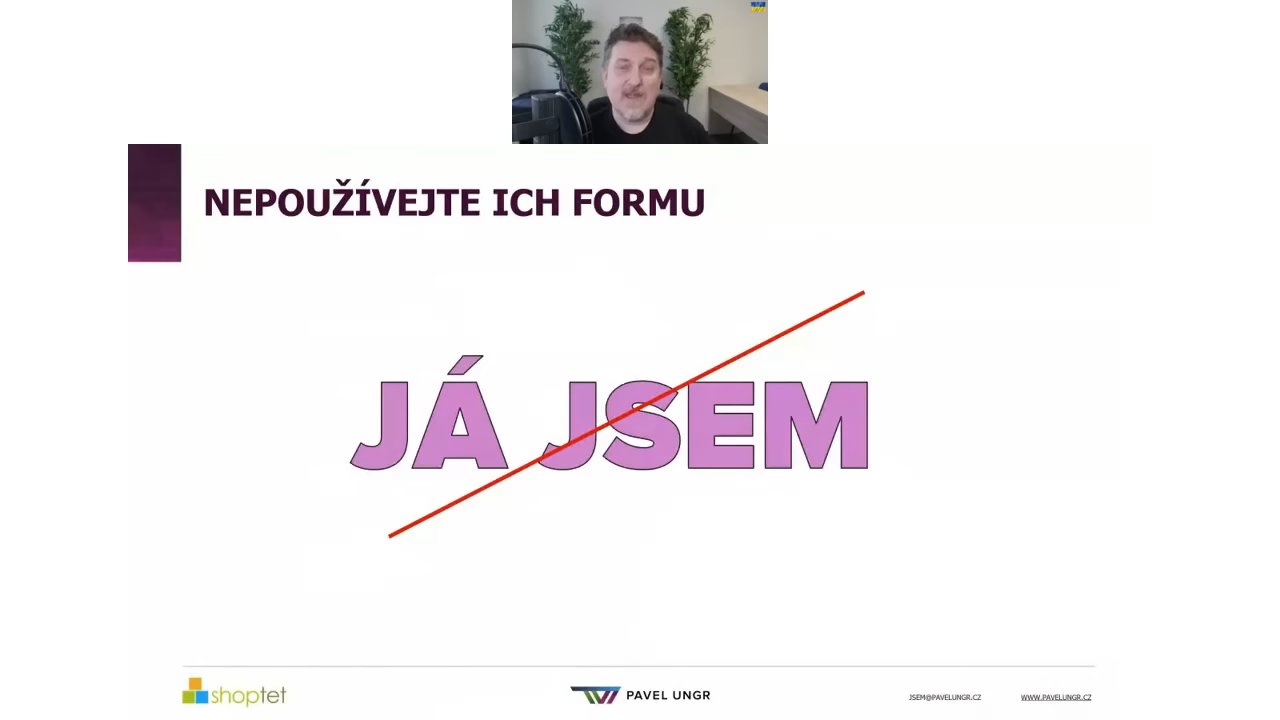 NEPOUŽÍVEJTE ICH FORMU
JÁ JSEM
shoptet
PAVEL UNGR
JSEM@PAVELUNGR.CZ
WWW.PAVELUNGR.CZ